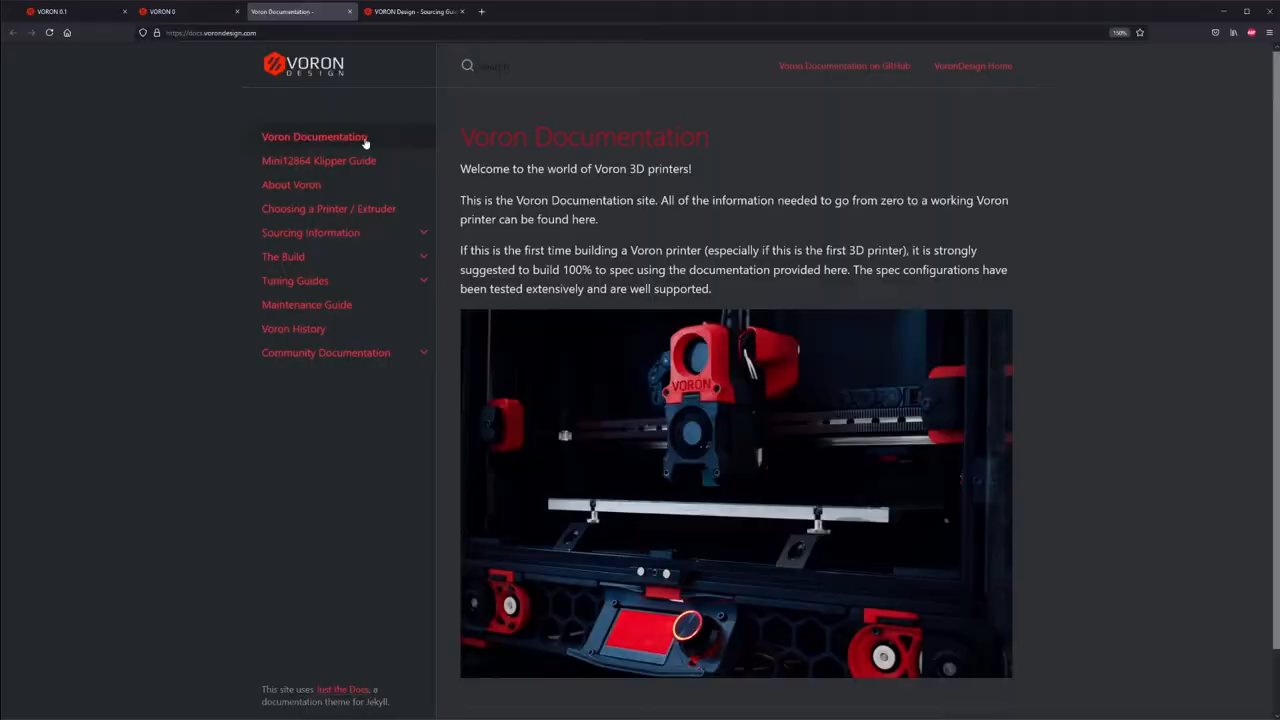 VORON 0.1
VORON 0
Voron Documentation -
VORON Design - Sourcing Gui
https://docs.vorondesign.com
150%
VORON
DESIGN
Search
Voron Documentation on GitHub
VoronDesign Home
Voron Documentation
Mini12864 Klipper Guide
About Voron
Choosing a Printer / Extruder
Sourcing Information
The Build
Tuning Guides
Maintenance Guide
Voron History
Community Documentation
This site uses Just the Docs, a
documentation theme for Jekyll.
Voron Documentation
Welcome to the world of Voron 3D printers!
This is the Voron Documentation site. All of the information needed to go from zero to a working Voron
printer can be found here.
If this is the first time building a Voron printer (especially if this is the first 3D printer), it is strongly
suggested to build 100% to spec using the documentation provided here. The spec configurations have
been tested extensively and are well supported.
VORON